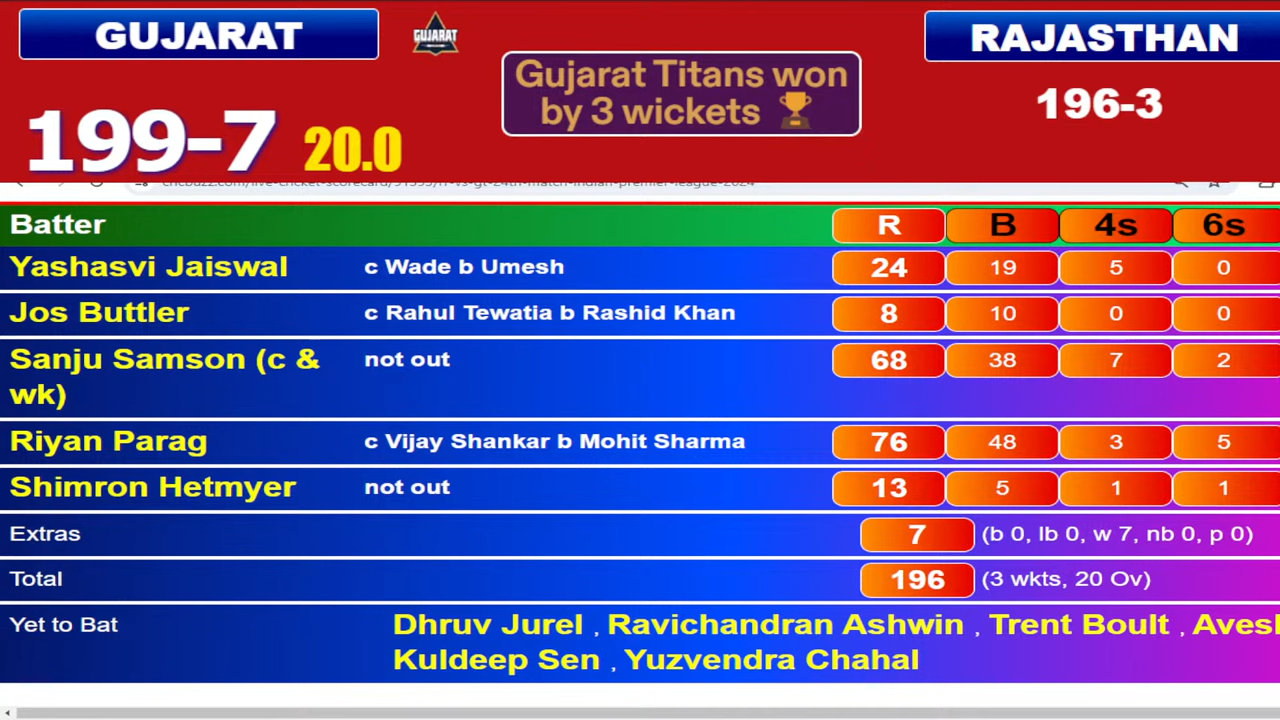 GUJARAT
GUJARAT
RAJASTHAN
Gujarat Titans won
by 3 wickets
196-3
199-7 20.0
Batter R B 4s 6s
Yashasvi Jaiswal c Wade b Umesh 24 19 5 0
Jos Buttler c Rahul Tewatia b Rashid Khan 8 10 0 0
Sanju Samson (c & not out 68 38 7 2
wk)
Riyan Parag c Vijay Shankar b Mohit Sharma 76 48 3 5
Shimron Hetmyer not out 13 5 1 1
Extras 7 (b 0, lb 0, w 7, nb 0, p 0)
Total 196 (3 wkts, 20 Ov)
Yet to Bat Dhruv Jurel , Ravichandran Ashwin , Trent Boult ,
Kuldeep Sen , Yuzvendra Chahal